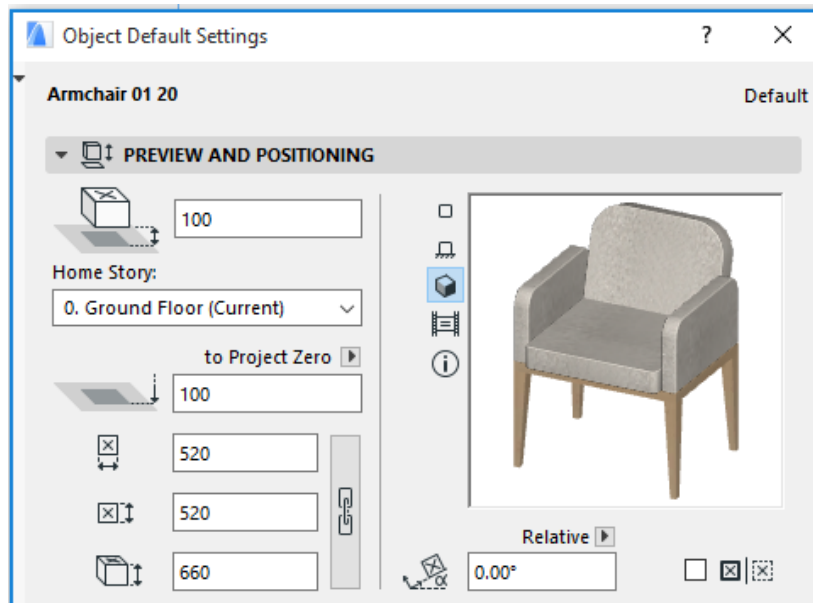 Object Default Settings ?
Armchair 01 20
Default
PREVIEW AND POSITIONING
100
Home Story:
0. Ground Floor (Current)
to Project Zero
100
520
520
660
Relative
α
0.00°